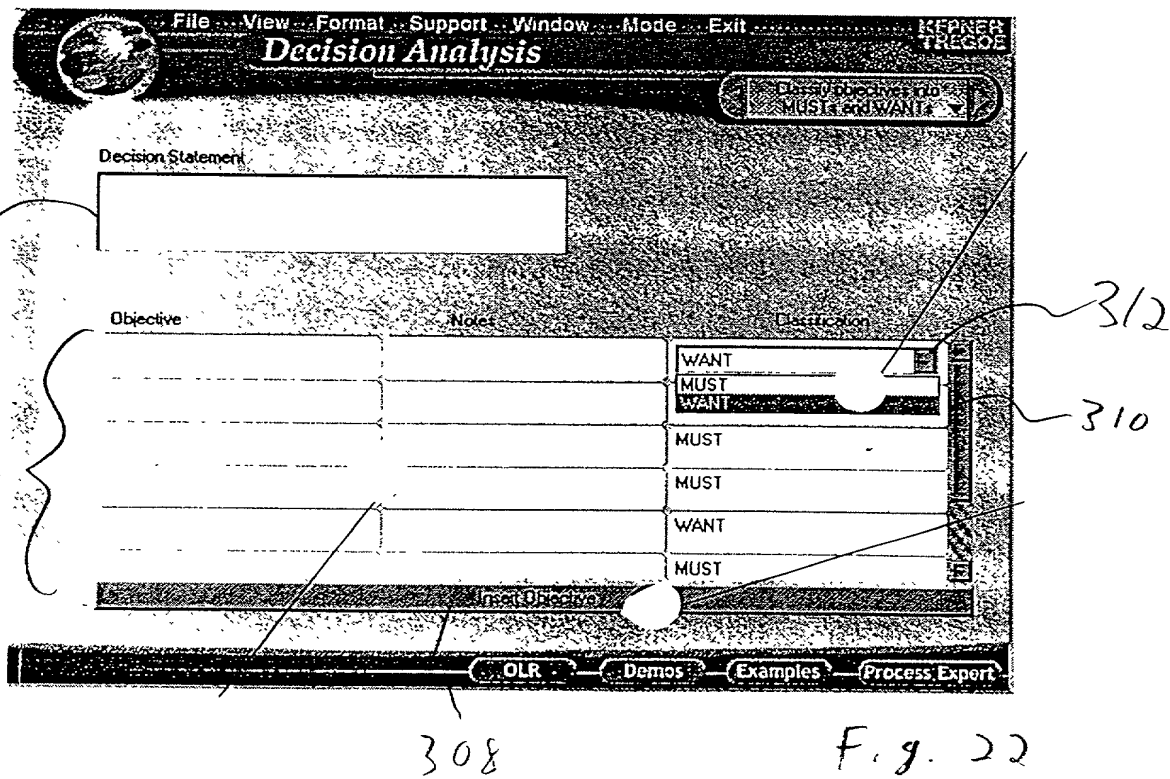 File View Format Support Window Mode Exit
KEPNER
TREGOE
Decision Analysis
Classify objectives into
MUSTs and WANTs
Decision Statement
Objective Notes Classification
312
WANT
MUST
WANT
310
MUST
MUST
WANT
MUST
Insert Objective
OLR Demos Examples Process Expert
308
Fig. 22